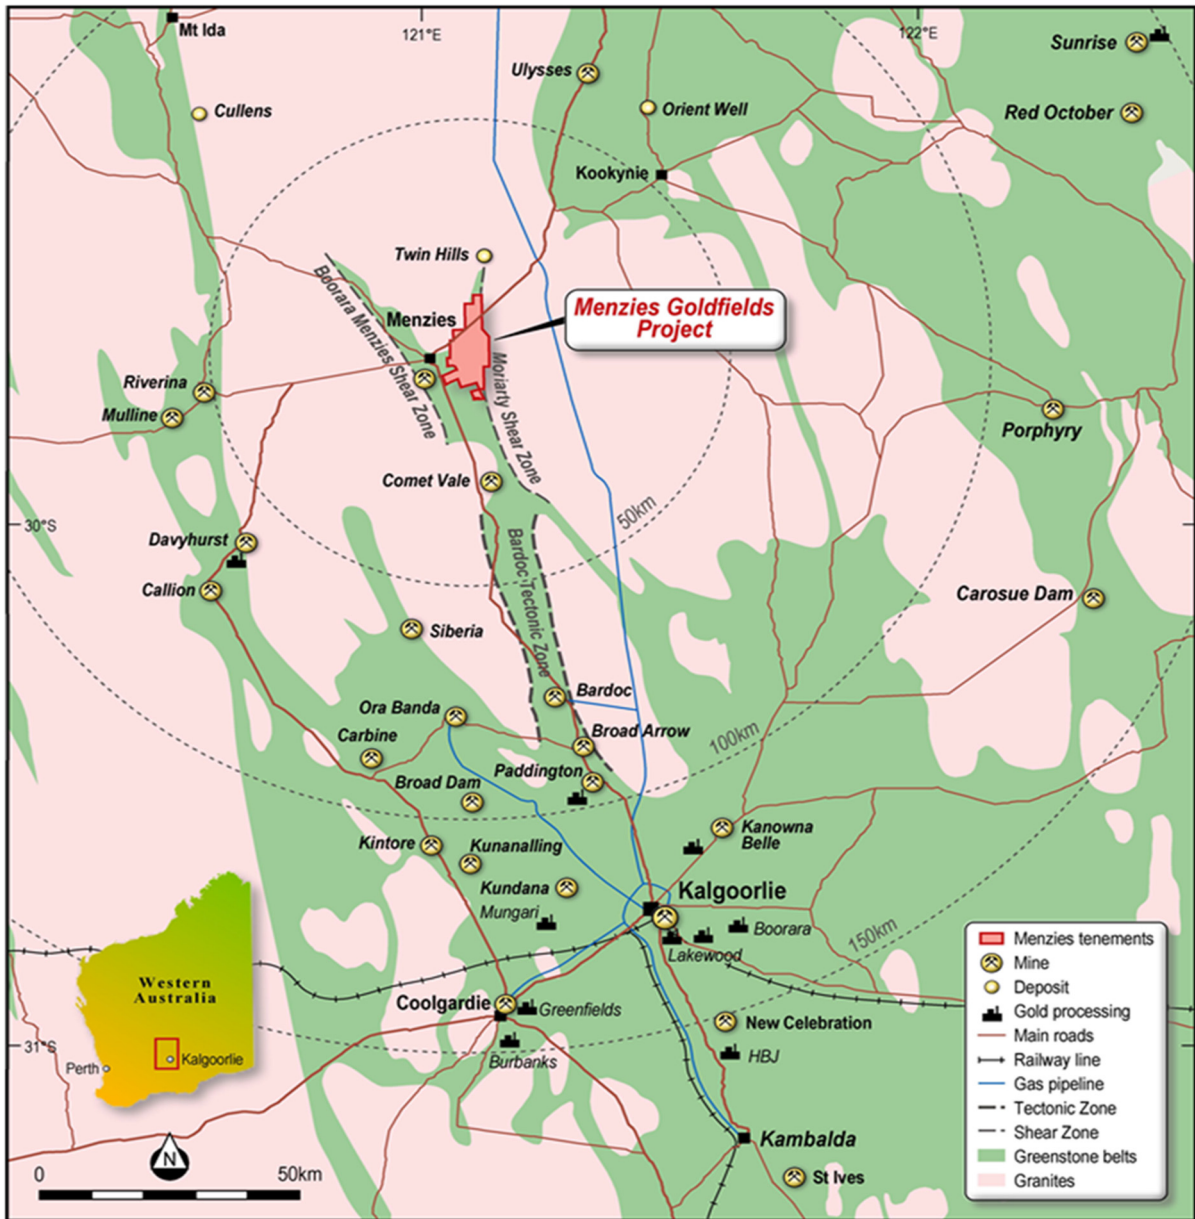 Mt Ida
121°E
122°E
Sunrise
Ulysses
Cullens
Orient Well
Red October
Kookynie
Twin Hills
Boorara Menzies Shear Zone
Menzies
Menzies Goldfields
Project
Moriarty Shear Zone
Riverina
Mulline
Porphyry
Comet Vale
50km
30°S
Davyhurst
Bardoc Tectonic Zone
Callion
Carosue Dam
Siberia
Bardoc
Ora Banda
Broad Arrow
100km
Carbine
Paddington
Broad Dam
Kanowna
Belle
Kintore
Kunanalling
Kundana
Kalgoorlie
Mungari
Boorara
150km
Lakewood
Western
Australia
Coolgardie
Greenfields
New Celebration
31°S
Kalgoorlie
Perth
Burbanks
HBJ
Kambalda
N
0
50km
St Ives
Menzies tenements
Mine
Deposit
Gold processing
Main roads
Railway line
Gas pipeline
Tectonic Zone
Shear Zone
Greenstone belts
Granites